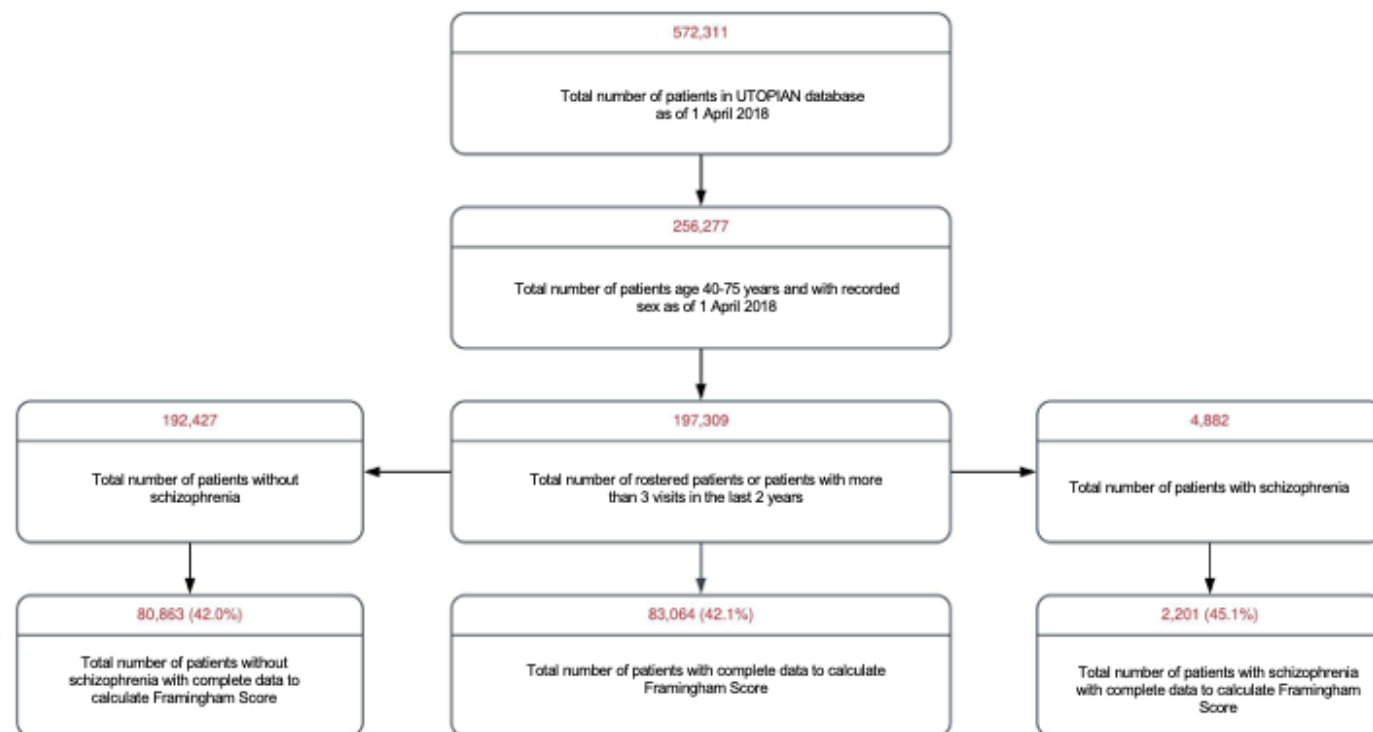 572,311
Total number of patients in UTOPIAN database
as of 1 April 2018
256,277
Total number of patients age 40-75 years and with recorded
sex as of 1 April 2018
192,427
Total number of patients without
schizophrenia
197,309
Total number of rostered patients or patients with more
than 3 visits in the last 2 years
4,882
Total number of patients with schizophrenia
80,863 (42.0%)
Total number of patients without
schizophrenia with complete data to
calculate Framingham Score
83,064 (42.1%)
Total number of patients with complete data to calculate
Framingham Score
2,201 (45.1%)
Total number of patients with schizophrenia
with complete data to calculate Framingham
Score